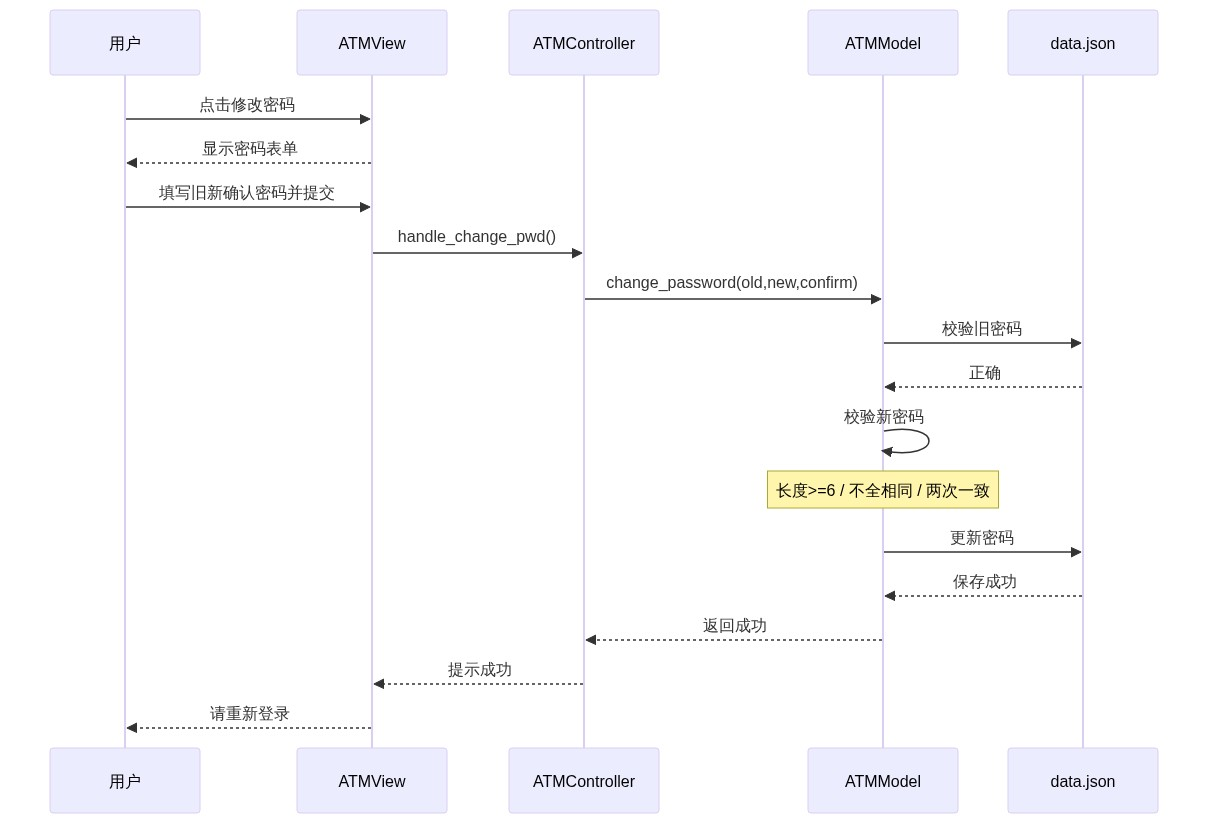 用户
ATMView
ATMController
ATMModel
data.json
点击修改密码
显示密码表单
填写旧新确认密码并提交
handle_change_pwd()
change_password(old,new,confirm)
校验旧密码
正确
校验新密码
长度>=6 / 不全相同 / 两次一致
更新密码
保存成功
返回成功
提示成功
请重新登录
用户
ATMView
ATMController
ATMModel
data.json